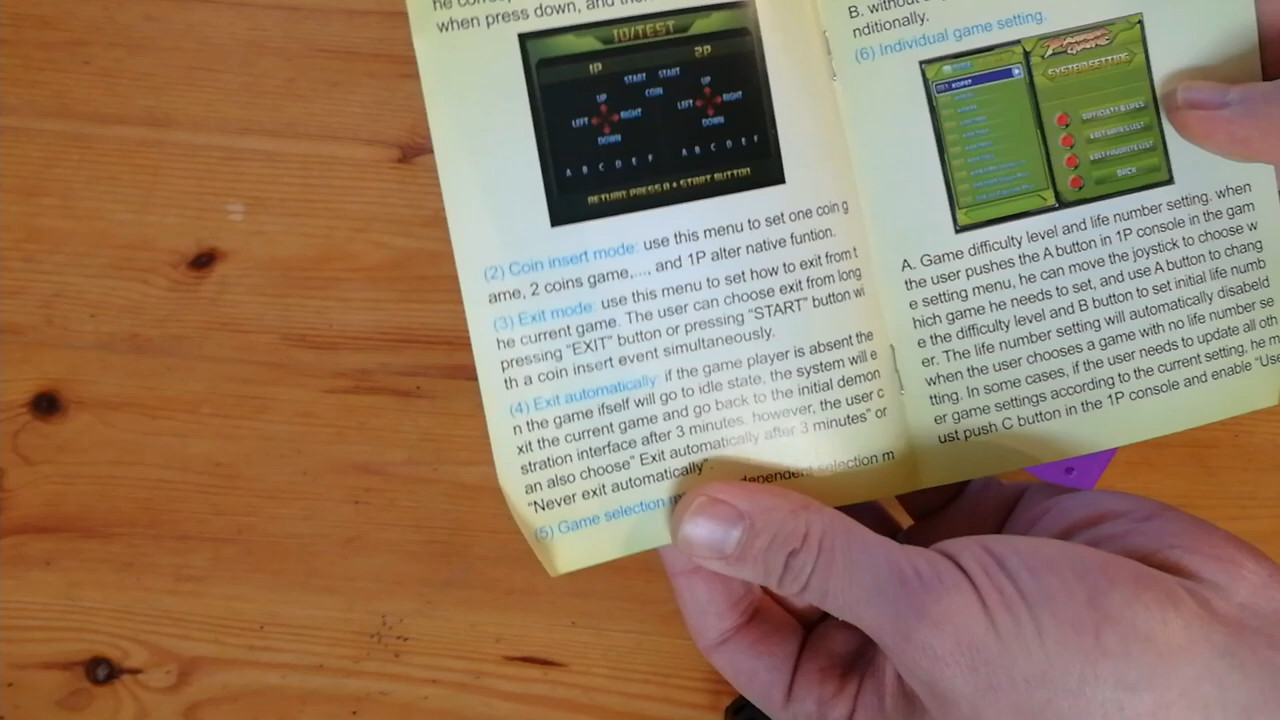 when press down, and
IO/TEST
1P 2P
START START
COIN
UP UP
LEFT RIGHT LEFT RIGHT
DOWN DOWN
A B C D E F A B C D E F
RETURN: PRESS A + START BUTTON
(2) Coin insert mode: use this menu to set one coin g
ame, 2 coins game,..., and 1P alter native funtion.
(3) Exit mode: use this menu to set how to exit from t
he current game. The user can choose exit from long
pressing “EXIT” button or pressing “START” button wi
th a coin insert event simultaneously.
(4) Exit automatically: if the game player is absent the
n the game ifself will go to idle state, the system will e
xit the current game and go back to the initial demon
stration interface after 3 minutes. however, the user c
an also choose” Exit automatically after 3 minutes” or
“Never exit automatically”.
(5) Game selection dependent selection m
B. without
nditionally.
(6) Individual game setting.
SYSTEM SETTING
DIFFICULTY & LIFES
EDIT GAMES LIST
EDIT FAVORITE LIST
BACK
A. Game difficulty level and life number setting. when
the user pushes the A button in 1P console in the gam
e setting menu, he can move the joystick to choose w
hich game he needs to set, and use A button to chang
e the difficulty level and B button to set initial life numb
er. The life number setting will automatically disabeld
when the user chooses a game with no life number se
tting. In some cases, if the user needs to update all oth
er game settings according to the current setting, he m
ust push C button in the 1P console and enable “Use